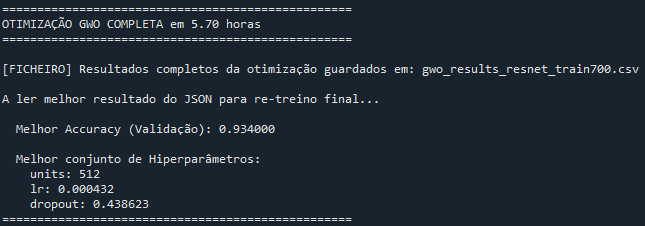 ==================================================
OTIMIZAÇÃO GWO COMPLETA em 5.70 horas
==================================================
[FICHEIRO] Resultados completos da otimização guardados em: gwo_results_resnet_train700.csv
A ler melhor resultado do JSON para re-treino final...
Melhor Accuracy (Validação): 0.934000
Melhor conjunto de Hiperparâmetros:
units: 512
lr: 0.000432
dropout: 0.438623
==================================================